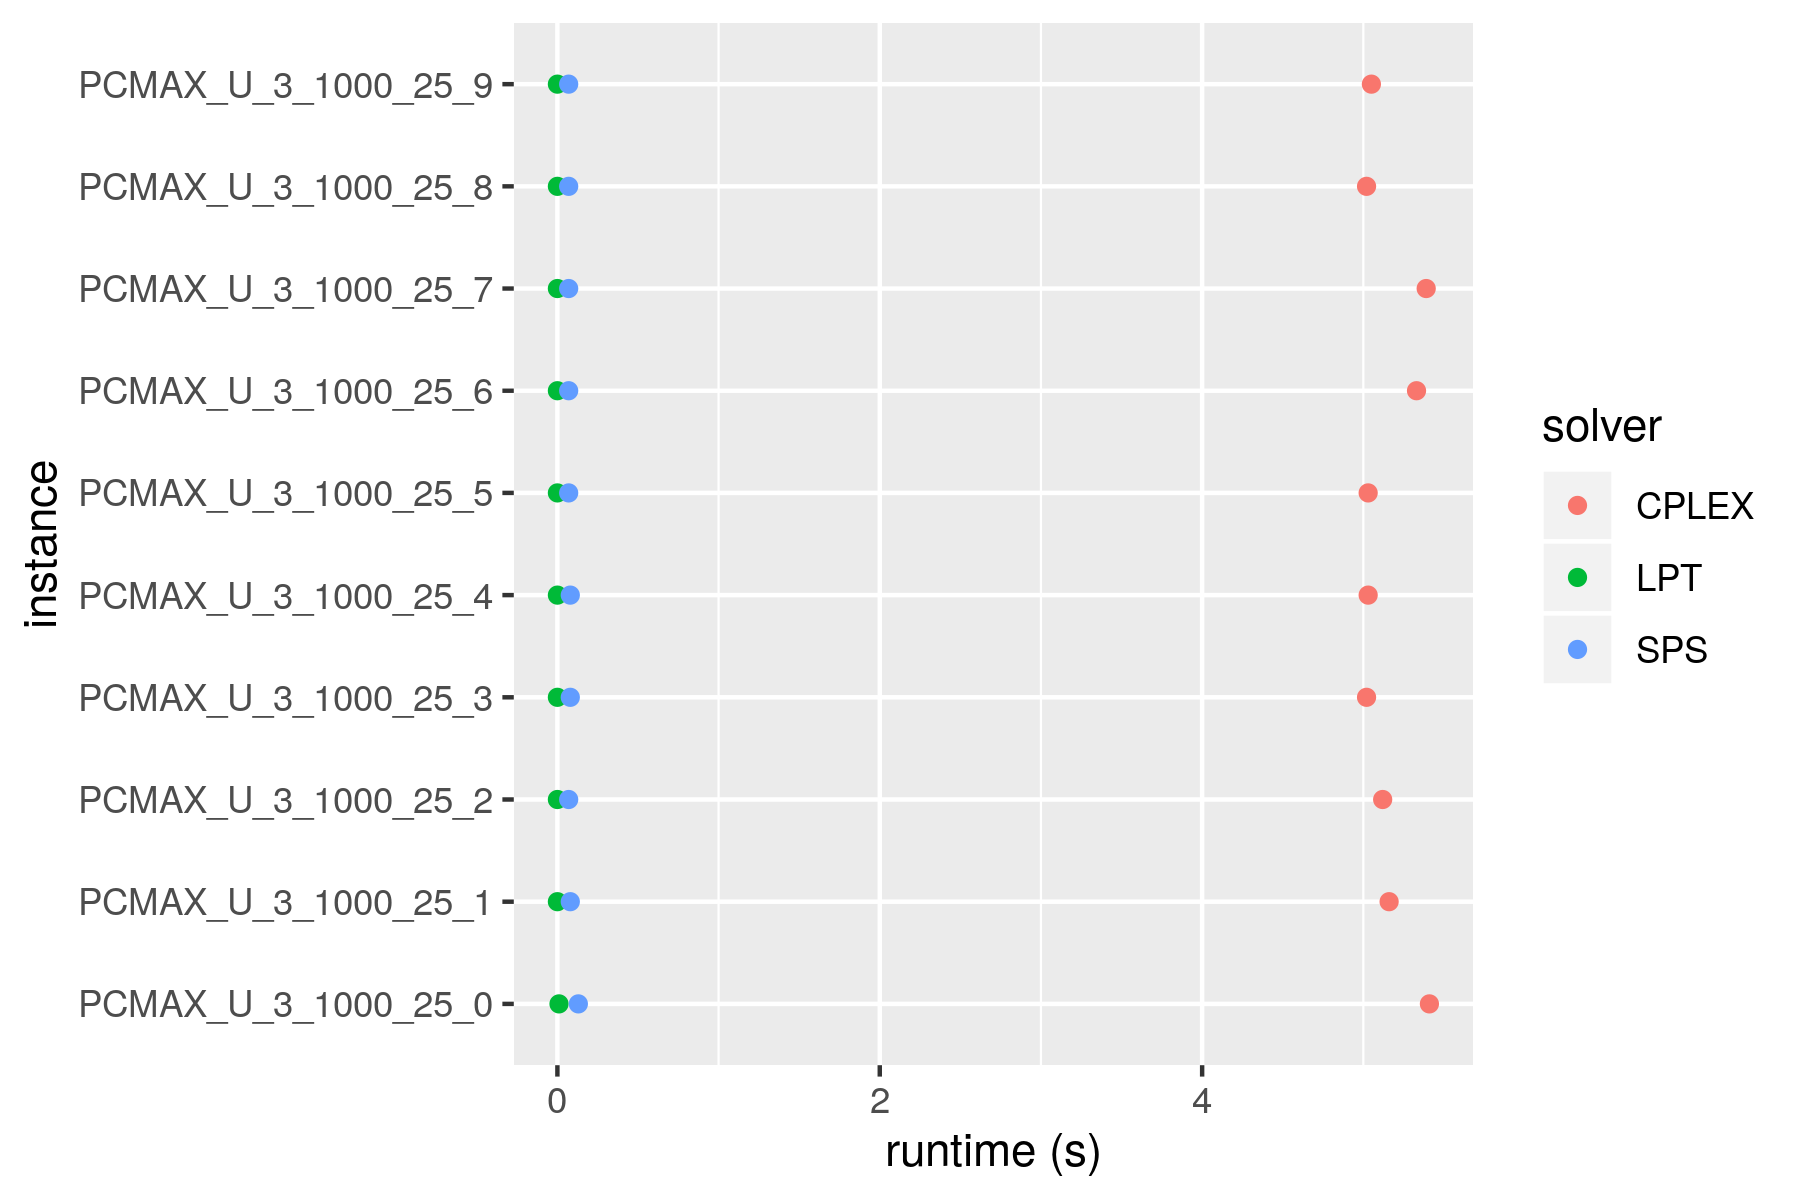 PCMAX_U_3_1000_25_9
PCMAX_U_3_1000_25_8
PCMAX_U_3_1000_25_7
PCMAX_U_3_1000_25_6
PCMAX_U_3_1000_25_5
PCMAX_U_3_1000_25_4
PCMAX_U_3_1000_25_3
PCMAX_U_3_1000_25_2
PCMAX_U_3_1000_25_1
PCMAX_U_3_1000_25_0
instance
0 2 4
runtime (s)
solver
CPLEX
LPT
SPS